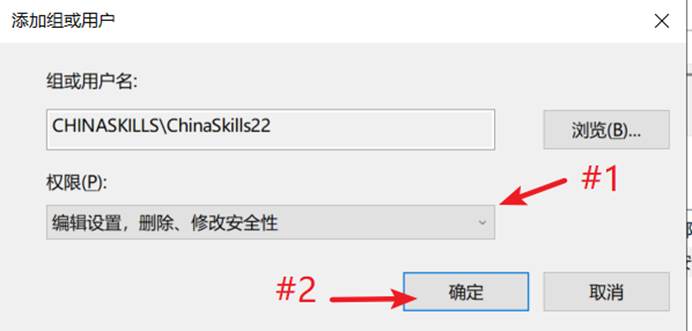 添加组或用户
组或用户名:
CHINASKILLS\ChinaSkills22
浏览(B)...
权限(P):
#1
编辑设置，删除、修改安全性
#2
确定
取消